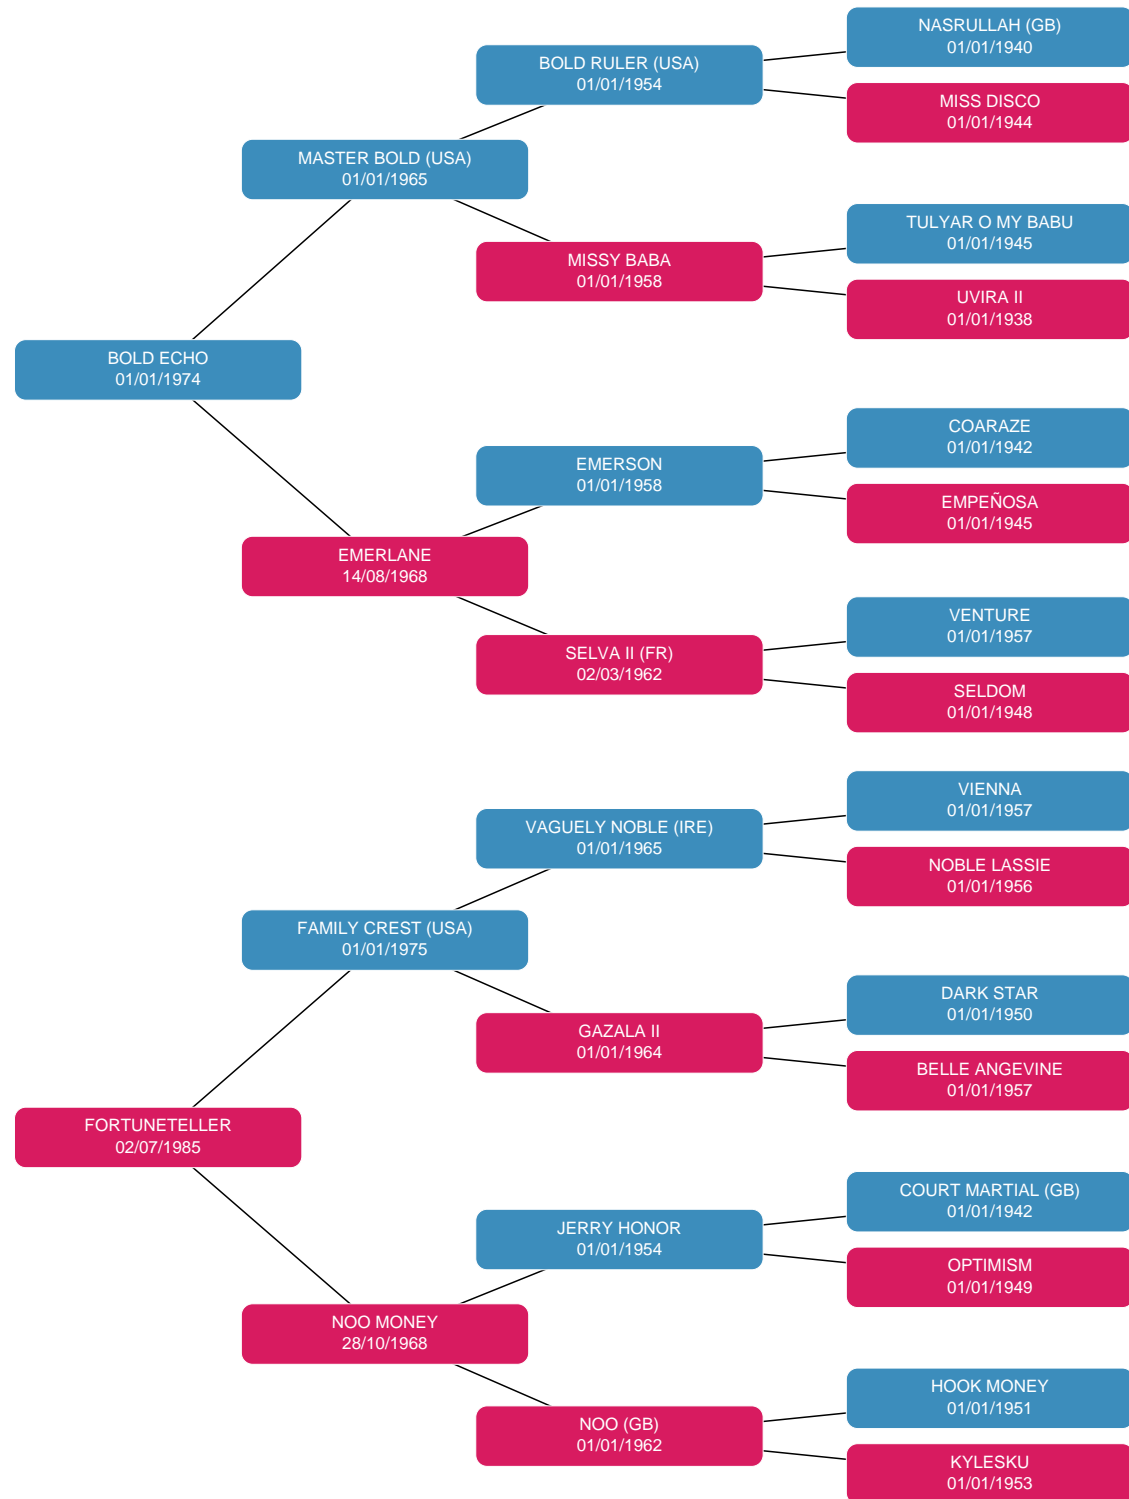 NASRULLAH (GB)
01/01/1940
BOLD RULER (USA)
01/01/1954
MISS DISCO
01/01/1944
MASTER BOLD (USA)
01/01/1965
TULYAR O MY BABU
01/01/1945
MISSY BABA
01/01/1958
UVIRA II
01/01/1938
BOLD ECHO
01/01/1974
COARAZE
01/01/1942
EMERSON
01/01/1958
EMPEÑOSA
01/01/1945
EMERLANE
14/08/1968
VENTURE
01/01/1957
SELVA II (FR)
02/03/1962
SELDOM
01/01/1948
VIENNA
01/01/1957
VAGUELY NOBLE (IRE)
01/01/1965
NOBLE LASSIE
01/01/1956
FAMILY CREST (USA)
01/01/1975
DARK STAR
01/01/1950
GAZALA II
01/01/1964
BELLE ANGEVINE
01/01/1957
FORTUNETELLER
02/07/1985
COURT MARTIAL (GB)
01/01/1942
JERRY HONOR
01/01/1954
OPTIMISM
01/01/1949
NOO MONEY
28/10/1968
HOOK MONEY
01/01/1951
NOO (GB)
01/01/1962
KYLESKU
01/01/1953